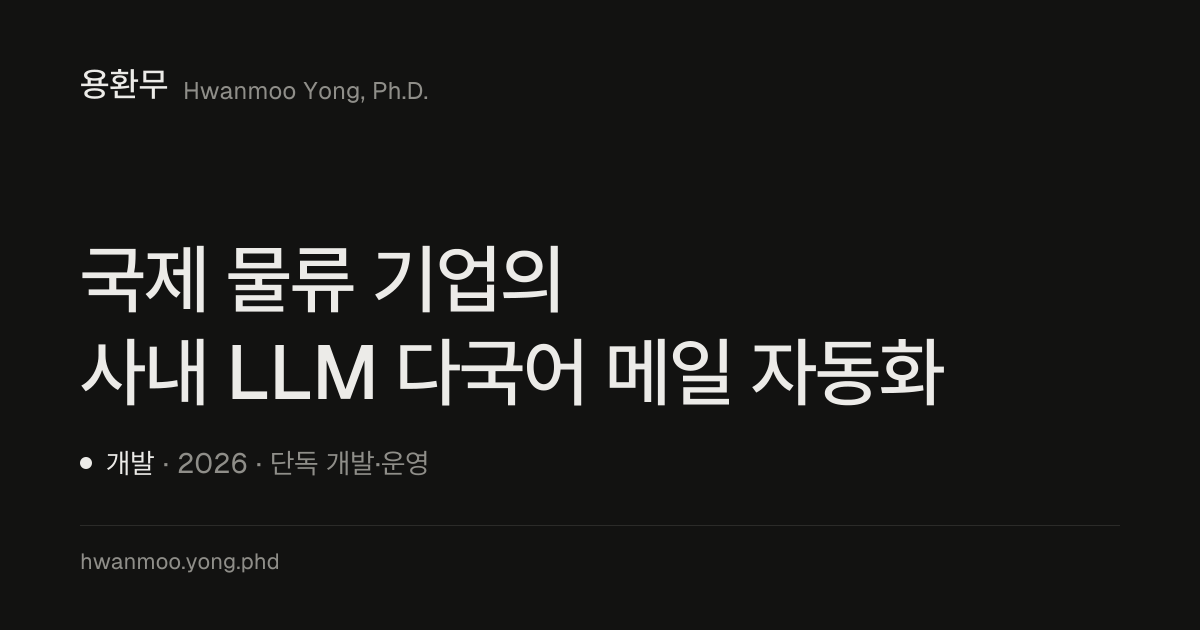 용환무 Hwanmoo Yong, Ph.D.
국제 물류 기업의
사내 LLM 다국어 메일 자동화
개발 · 2026 · 단독 개발·운영
hwanmoo.yong.phd